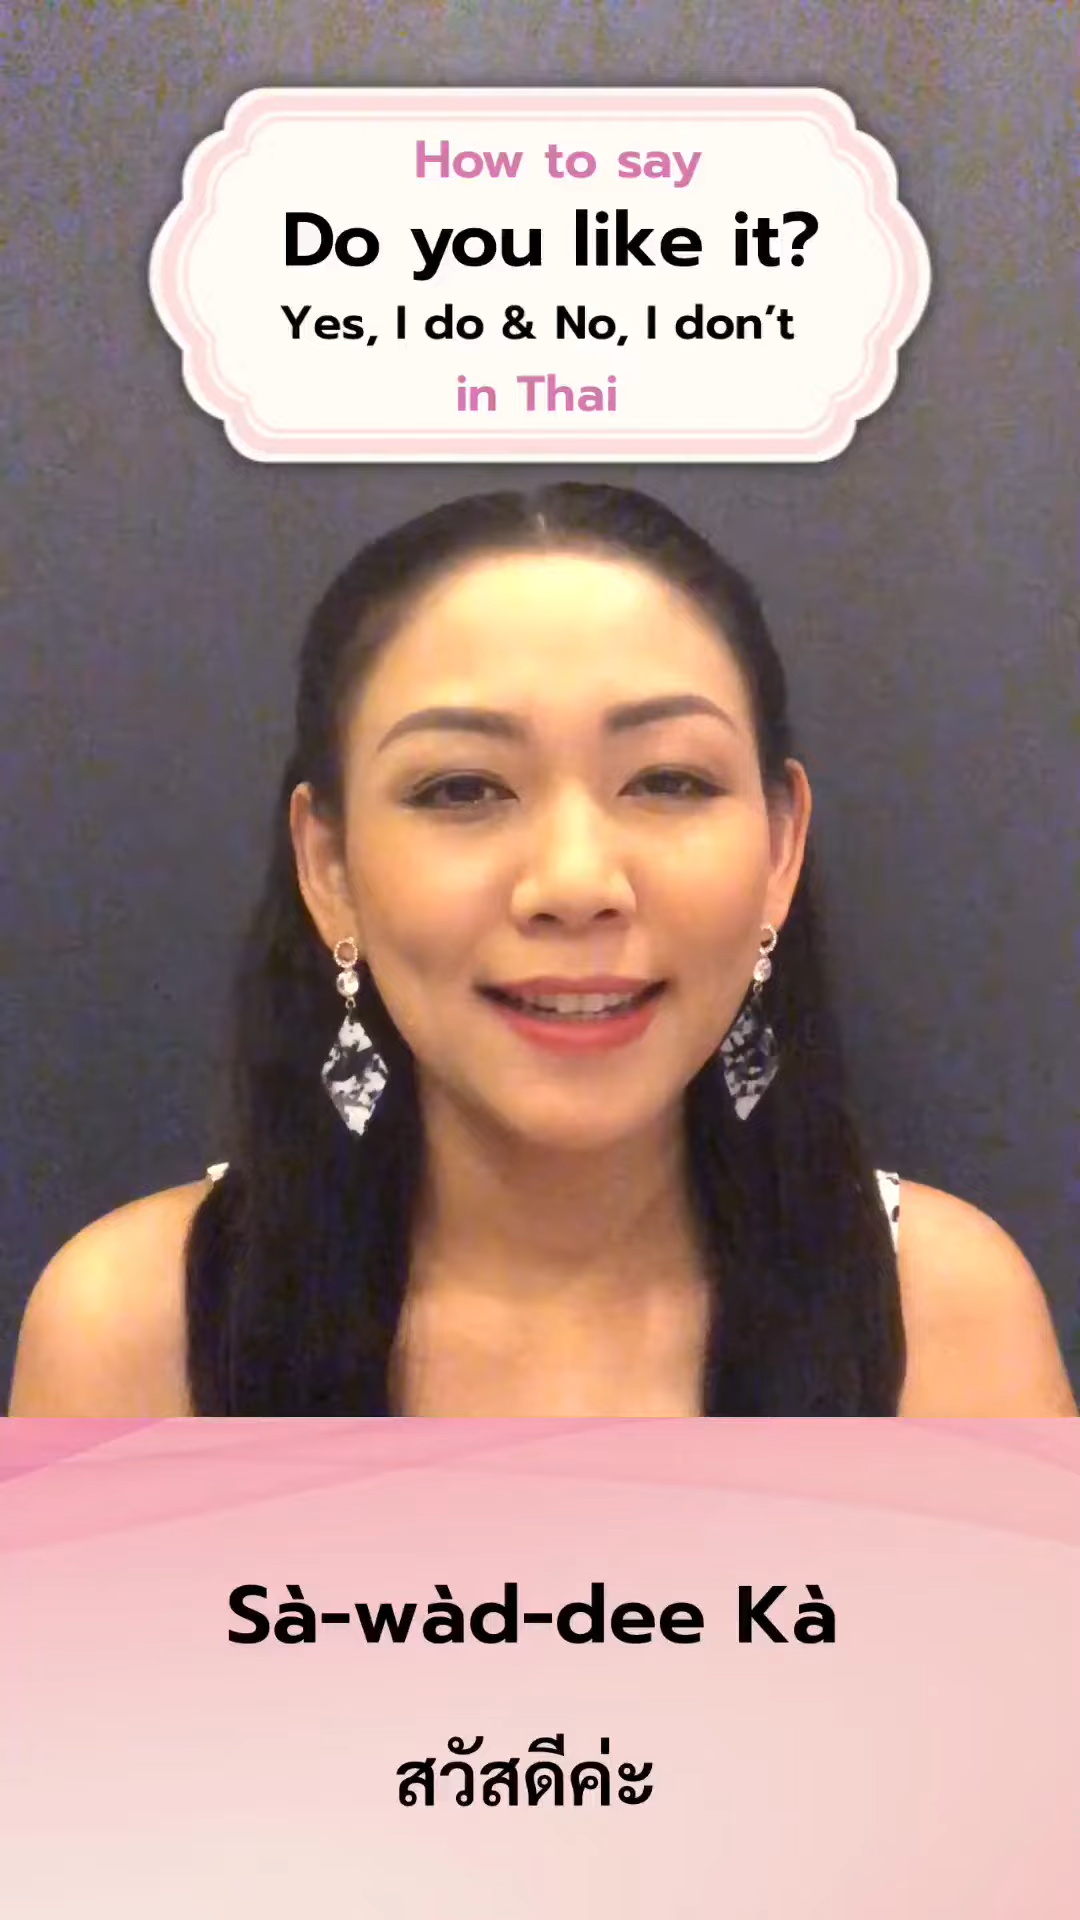 How to say
Do you like it?
Yes, I do & No, I don’t
in Thai
Sà-wàd-dee Kà
สวัสดีค่ะ